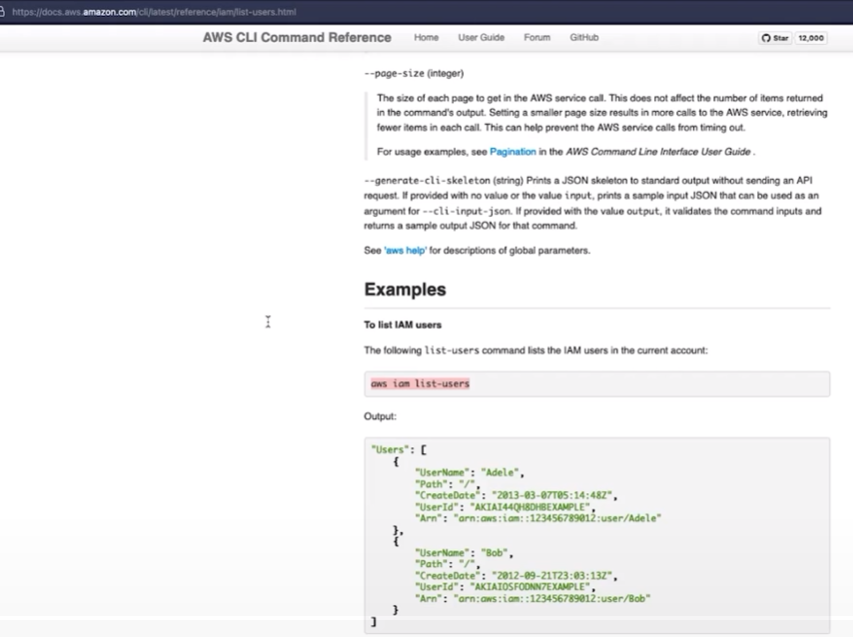 https://docs.aws.amazon.com/cli/latest/reference/iam/list-users.html
AWS CLI Command Reference Home User Guide Forum GitHub Star 12,000
--page-size (integer)
The size of each page to get in the AWS service call. This does not affect the number of items returned
in the command's output. Setting a smaller page size results in more calls to the AWS service, retrieving
fewer items in each call. This can help prevent the AWS service calls from timing out.
For usage examples, see Pagination in the AWS Command Line Interface User Guide .
--generate-cli-skeleton (string) Prints a JSON skeleton to standard output without sending an API
request. If provided with no value or the value input, prints a sample input JSON that can be used as an
argument for --cli-input-json. If provided with the value output, it validates the command inputs and
returns a sample output JSON for that command.
See 'aws help' for descriptions of global parameters.
Examples
To list IAM users
The following list-users command lists the IAM users in the current account:
aws iam list-users
Output:
"Users": [
{
"UserName": "Adele",
"Path": "/",
"CreateDate": "2013-03-07T05:14:48Z",
"UserId": "AKIAI44QH8DHBEXAMPLE",
"Arn": "arn:aws:iam::123456789012:user/Adele"
},
{
"UserName": "Bob",
"Path": "/",
"CreateDate": "2012-09-21T23:03:13Z",
"UserId": "AKIAIOSFODNN7EXAMPLE",
"Arn": "arn:aws:iam::123456789012:user/Bob"
}
]